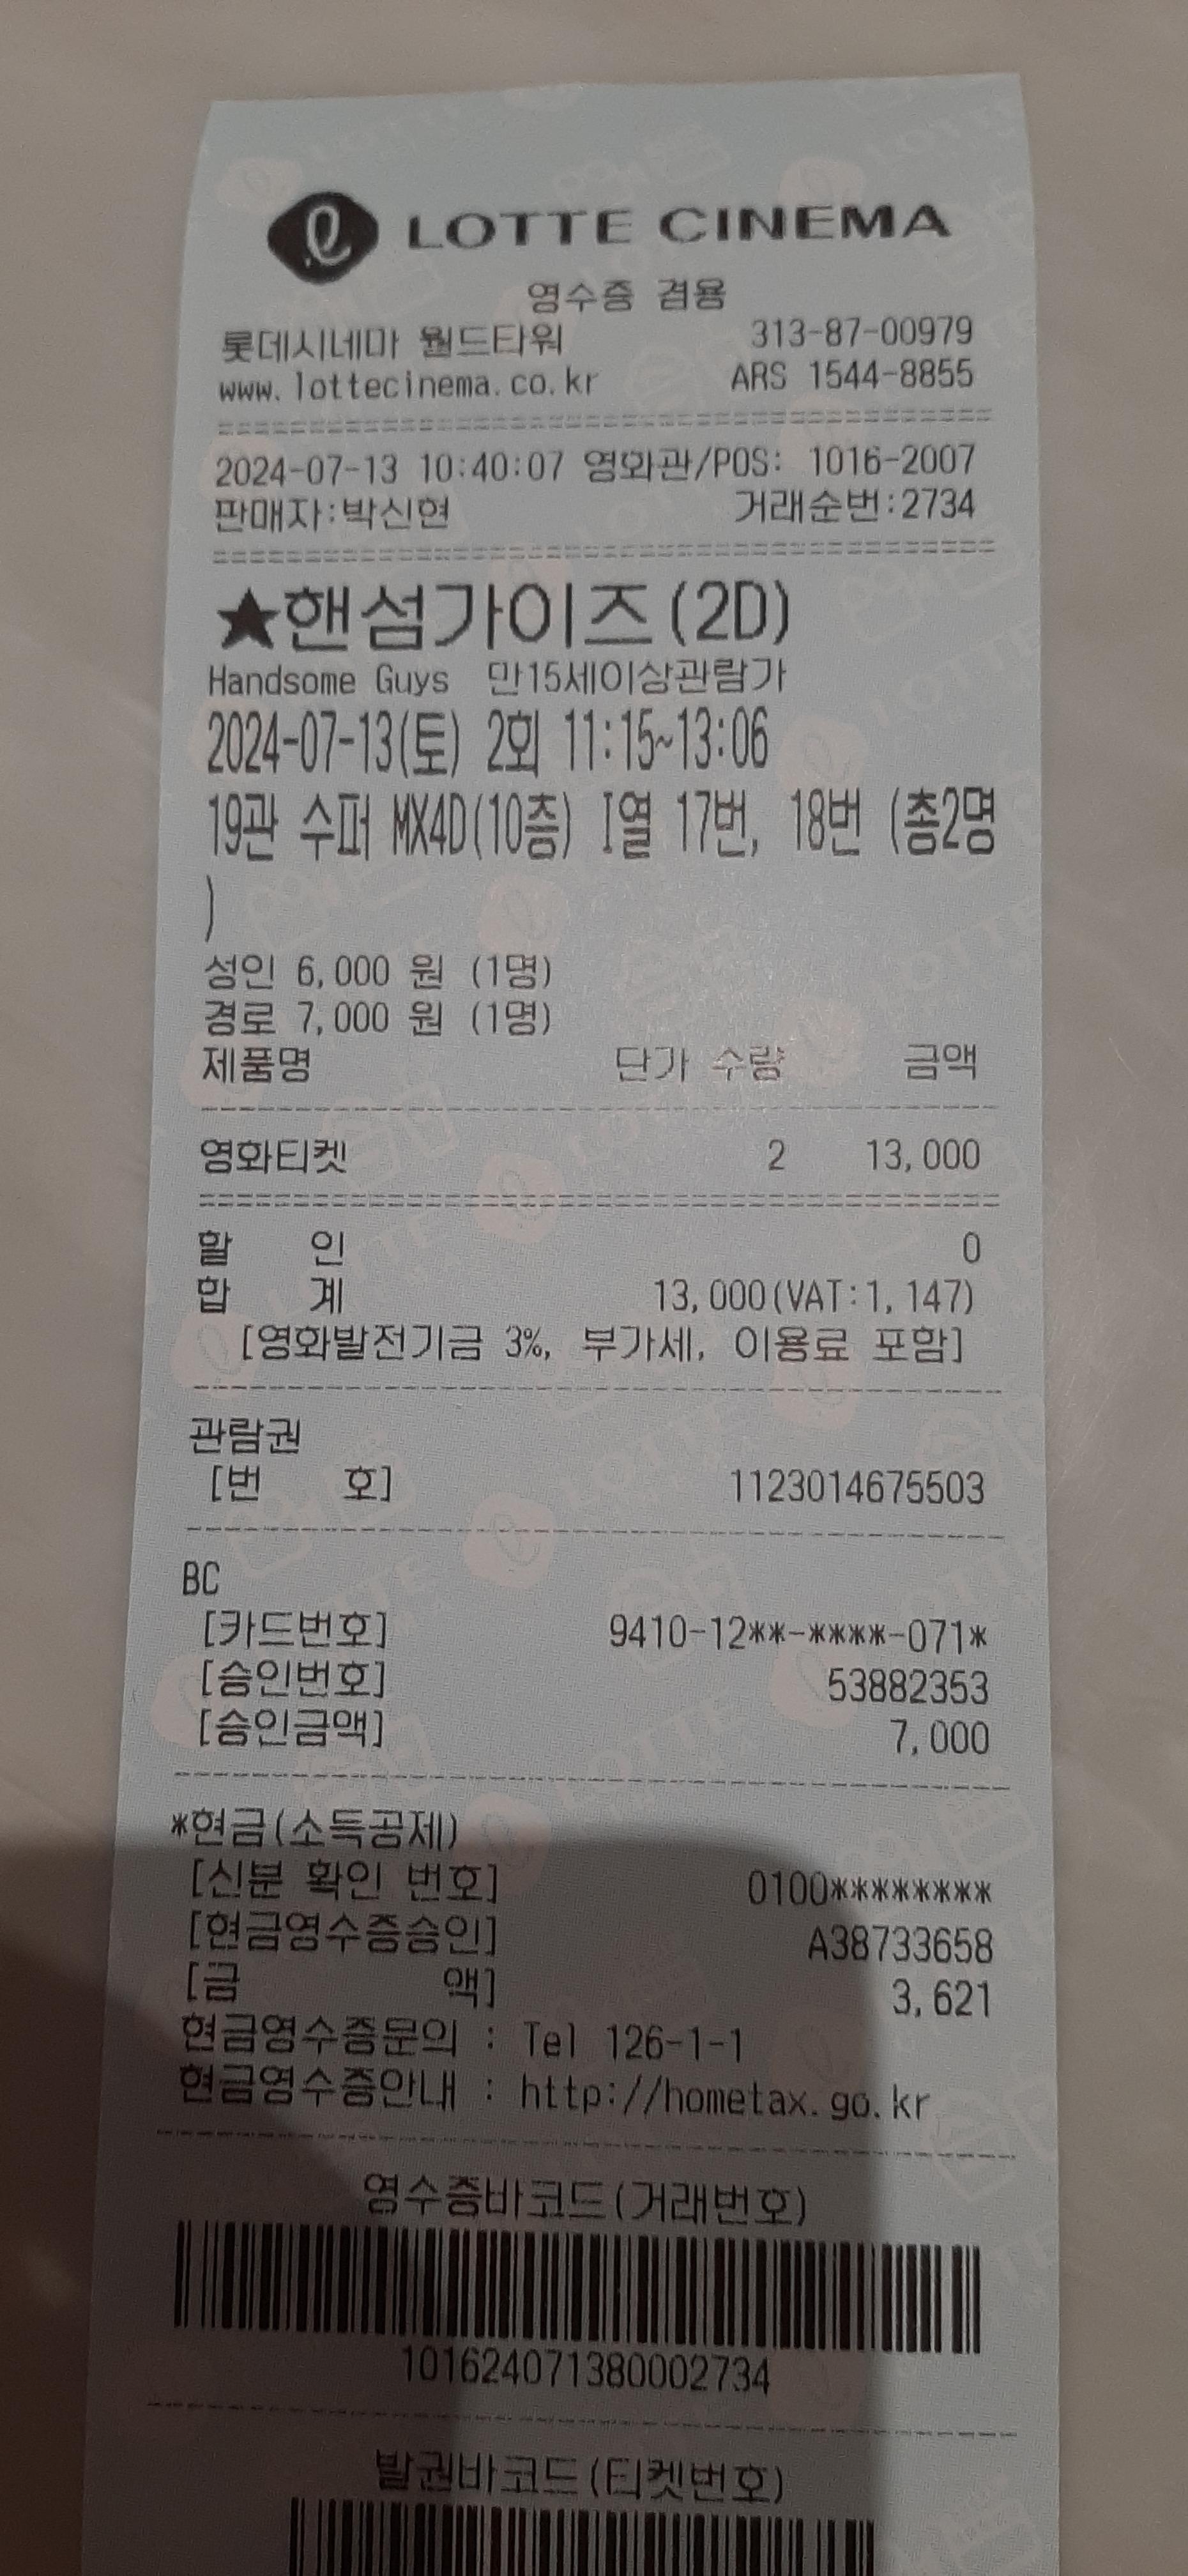 LOTTE CINEMA
영수증 겸용
롯데시네마 월드타워 313-87-00979
www.lottecinema.co.kr ARS 1544-8855
2024-07-13 10:40:07 영화관/POS: 1016-2007
판매자:박신현 거래순번:2734
★핸섬가이즈(2D)
Handsome Guys 만15세이상관람가
2024-07-13(토) 2회 11:15~13:06
19관 수퍼 MX4D(10층) I열 17번, 18번 (총2명
)
성인 6,000 원 (1명)
경로 7,000 원 (1명)
제품명 단가 수량 금액
영화티켓 2 13,000
할 인 0
합 계 13,000(VAT:1,147)
[영화발전기금 3%, 부가세, 이용료 포함]
관람권
[번 호] 1123014675503
BC
[카드번호] 9410-12**-****-071*
[승인번호] 53882353
[승인금액] 7,000
*현금(소득공제)
[신분 확인 번호] 0100********
[현금영수증승인] A38733658
[금 액] 3,621
현금영수증문의 : Tel 126-1-1
현금영수증안내 : http://hometax.go.kr
영수증바코드(거래번호)
101624071380002734
발권바코드(티켓번호)